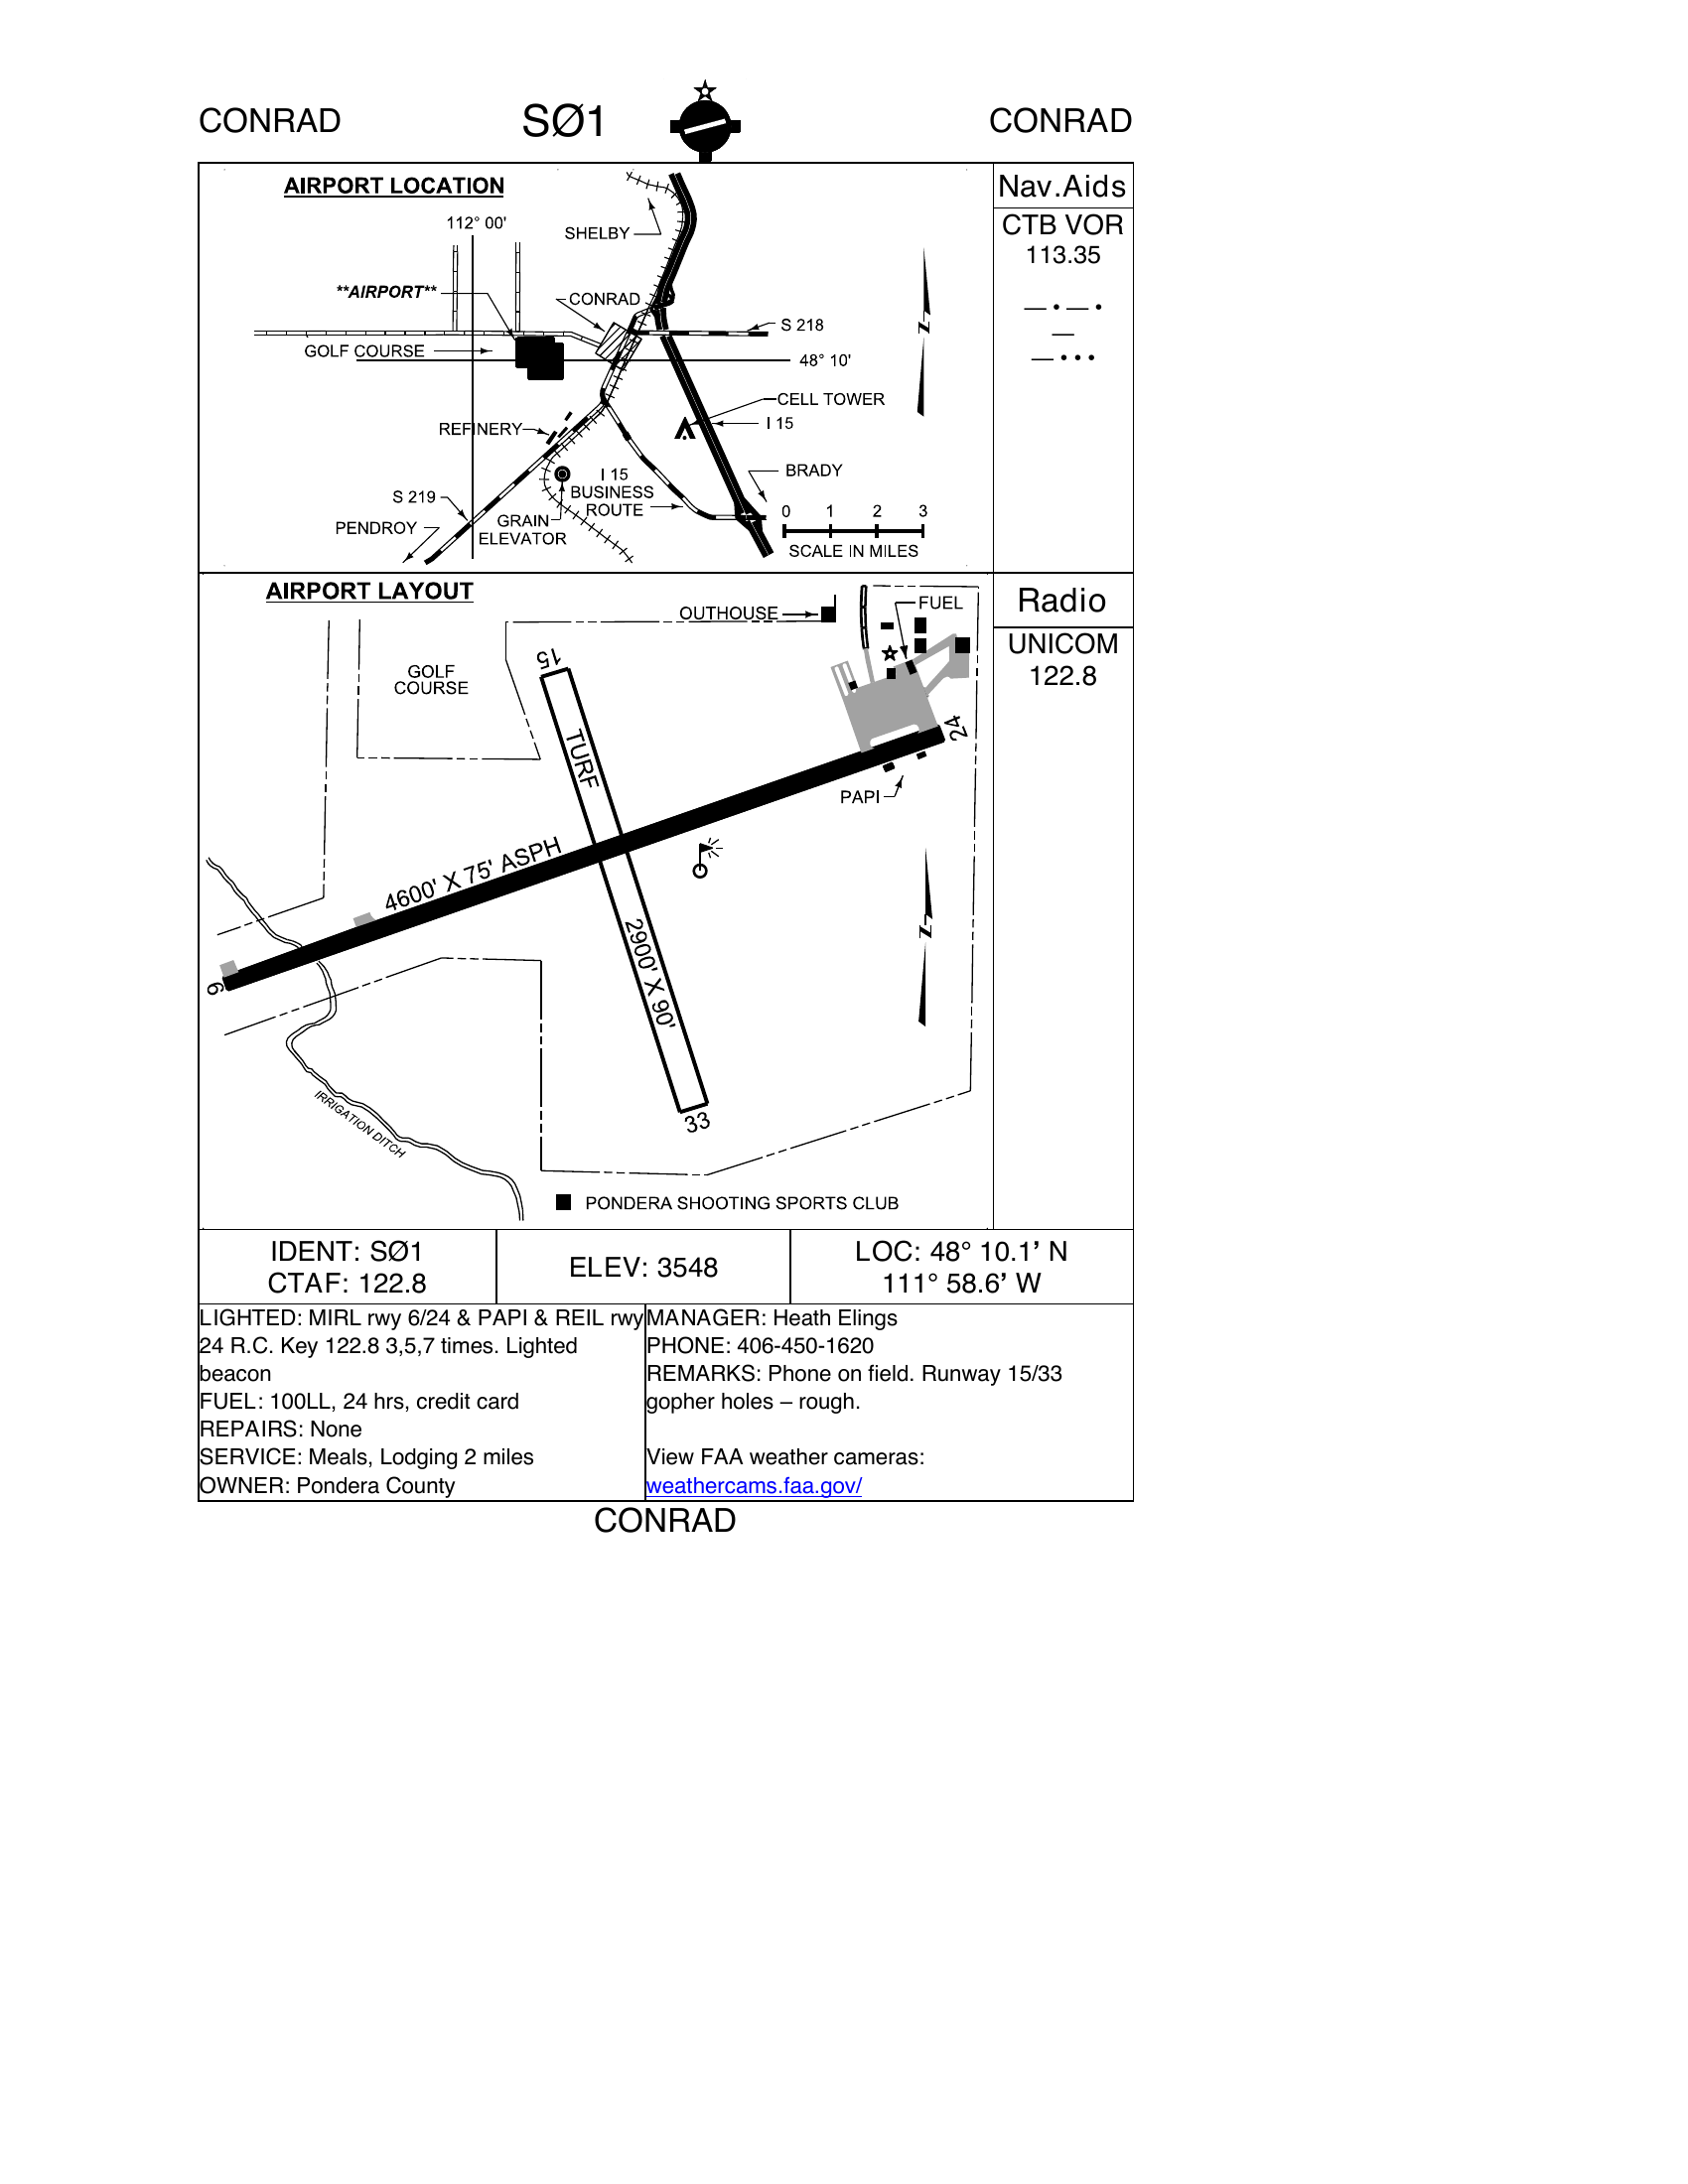 CONRAD SØ1 CONRAD
AIRPORT LOCATION
112° 00'
SHELBY
**AIRPORT**
CONRAD
S 218
GOLF COURSE
48° 10'
CELL TOWER
REFINERY
I 15
BRADY
S 219
I 15
BUSINESS
ROUTE
PENDROY
GRAIN
ELEVATOR
0 1 2 3
SCALE IN MILES
N
Nav.Aids
CTB VOR
113.35
— • — •
—
— • • •
AIRPORT LAYOUT
OUTHOUSE
FUEL
GOLF
COURSE
15
TURF
24
PAPI
4600' X 75' ASPH
2900' X 90'
6
N
33
IRRIGATION DITCH
PONDERA SHOOTING SPORTS CLUB
Radio
UNICOM
122.8
IDENT: SØ1
CTAF: 122.8
ELEV: 3548
LOC: 48° 10.1’ N
111° 58.6’ W
LIGHTED: MIRL rwy 6/24 & PAPI & REIL rwy
24 R.C. Key 122.8 3,5,7 times. Lighted
beacon
FUEL: 100LL, 24 hrs, credit card
REPAIRS: None
SERVICE: Meals, Lodging 2 miles
OWNER: Pondera County
MANAGER: Heath Elings
PHONE: 406-450-1620
REMARKS: Phone on field. Runway 15/33
gopher holes – rough.
View FAA weather cameras:
weathercams.faa.gov/
CONRAD